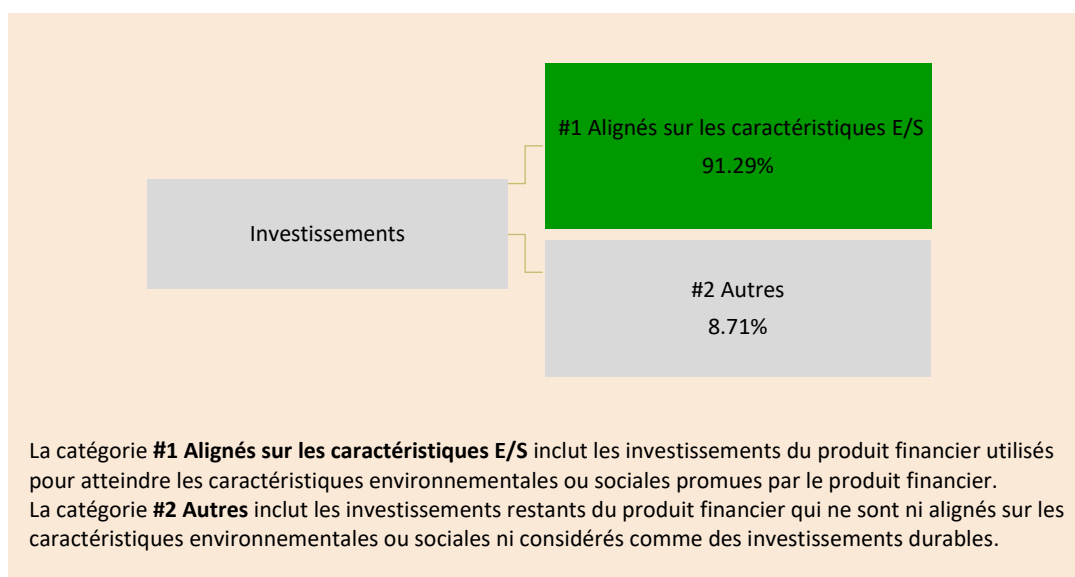 #1 Alignés sur les caractéristiques E/S
91.29%
Investissements
#2 Autres
8.71%
La catégorie #1 Alignés sur les caractéristiques E/S inclut les investissements du produit financier utilisés
pour atteindre les caractéristiques environnementales ou sociales promues par le produit financier.
La catégorie #2 Autres inclut les investissements restants du produit financier qui ne sont ni alignés sur les
caractéristiques environnementales ou sociales ni considérés comme des investissements durables.